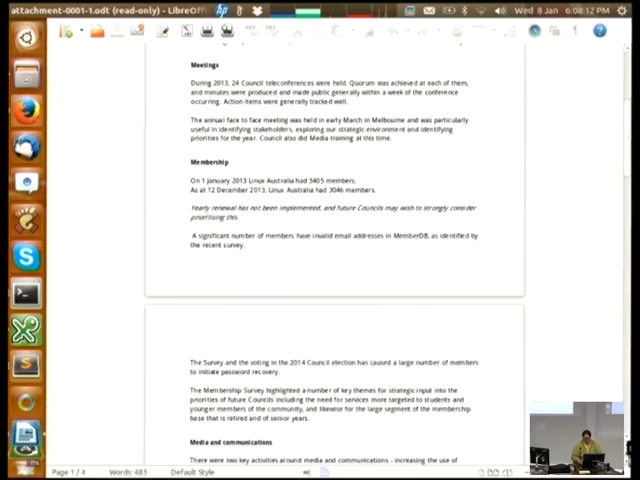 attachment-0001-1.odt (read-only) - LibreOffi
Wed 8 Jan 6:08:12 PM
Meetings
During 2013, 24 Council teleconferences were held. Quorum was achieved at each of them,
and minutes were produced and made public generally within a week of the conference
occurring. Action items were generally tracked well.
The annual face to face meeting was held in early March in Melbourne and was particularly
useful in identifying stakeholders, exploring our strategic environment and identifying
priorities for the year. Council also did Media training at this time.
Membership
On 1 January 2013 Linux Australia had 3405 members.
As at 12 December 2013, Linux Australia had 3046 members.
Yearly renewal has not been implemented, and future Councils may wish to strongly consider
prioritising this.
A significant number of members have invalid email addresses in MemberDB, as identified by
the recent survey.
The Survey and the voting in the 2014 Council election has caused a large number of members
to initiate password recovery.
The Membership Survey highlighted a number of key themes for strategic input into the
priorities of future Councils including the need for services more targeted to students and
younger members of the community, and likewise for the large segment of the membership
base that is retired and of senior years.
Media and communications
There were two key activities around media and communications - increasing the use of
Page 1 / 4
Words: 483
Default Style